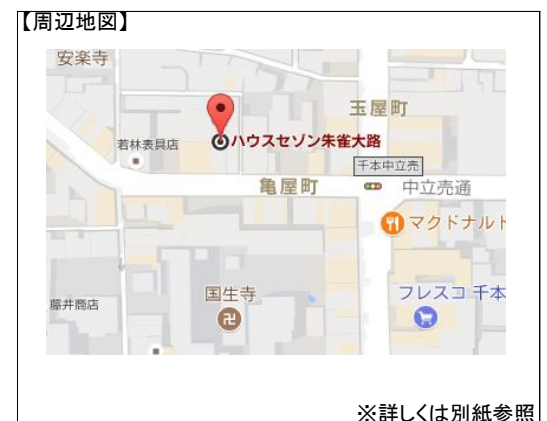 【周辺地図】
安楽寺
玉屋町
若林表具店
ハウスセゾン朱雀大路
千本中立売
亀屋町
中立売通
マクドナルト
国生寺
フレスコ 千本
藤井商店
※詳しくは別紙参照